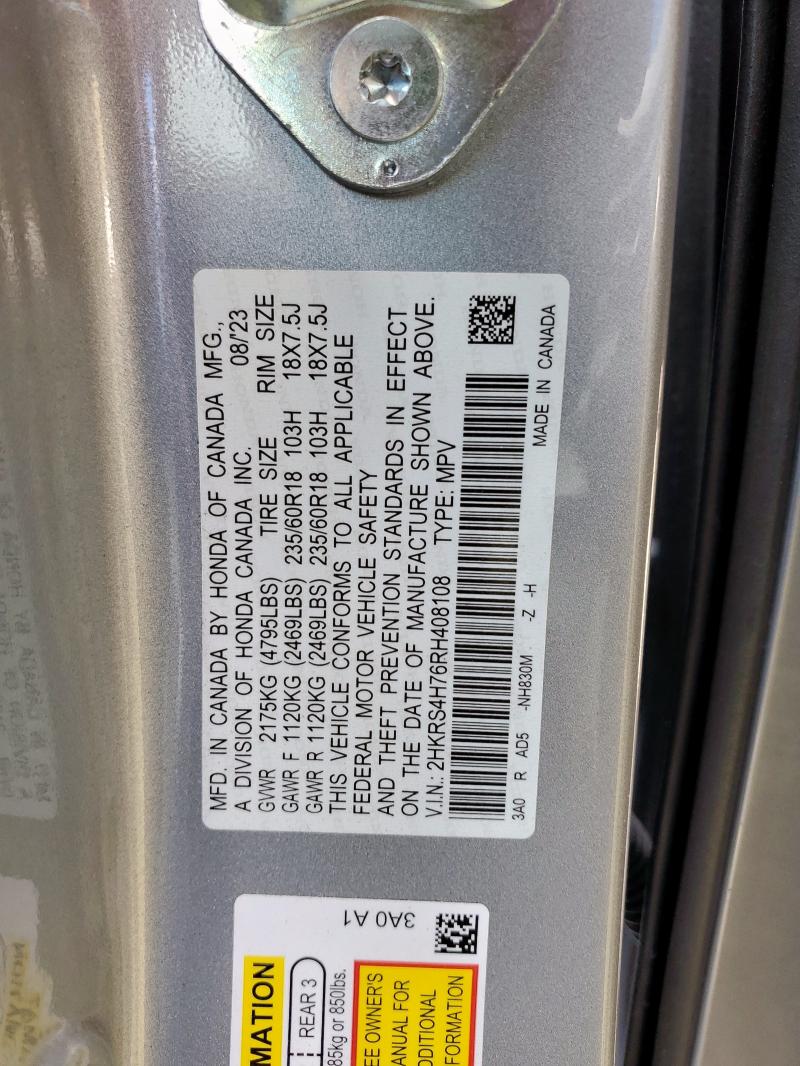 MFD. IN CANADA BY HONDA OF CANADA MFG.,
A DIVISION OF HONDA CANADA INC. 08/'23
GVWR 2175KG (4795LBS) TIRE SIZE RIM SIZE
GAWR F 1120KG (2469LBS) 235/60R18 103H 18X7.5J
GAWR R 1120KG (2469LBS) 235/60R18 103H 18X7.5J
THIS VEHICLE CONFORMS TO ALL APPLICABLE
FEDERAL MOTOR VEHICLE SAFETY
AND THEFT PREVENTION STANDARDS IN EFFECT
ON THE DATE OF MANUFACTURE SHOWN ABOVE.
V.I.N.: 2HKRS4H76RH408108 TYPE: MPV
3A0 R AD5 -NH830M -Z -H MADE IN CANADA
3A0 A1
MATION
REAR 3
85kg or 850lbs.
EE OWNER'S
ANUAL FOR
DDITIONAL
FORMATION